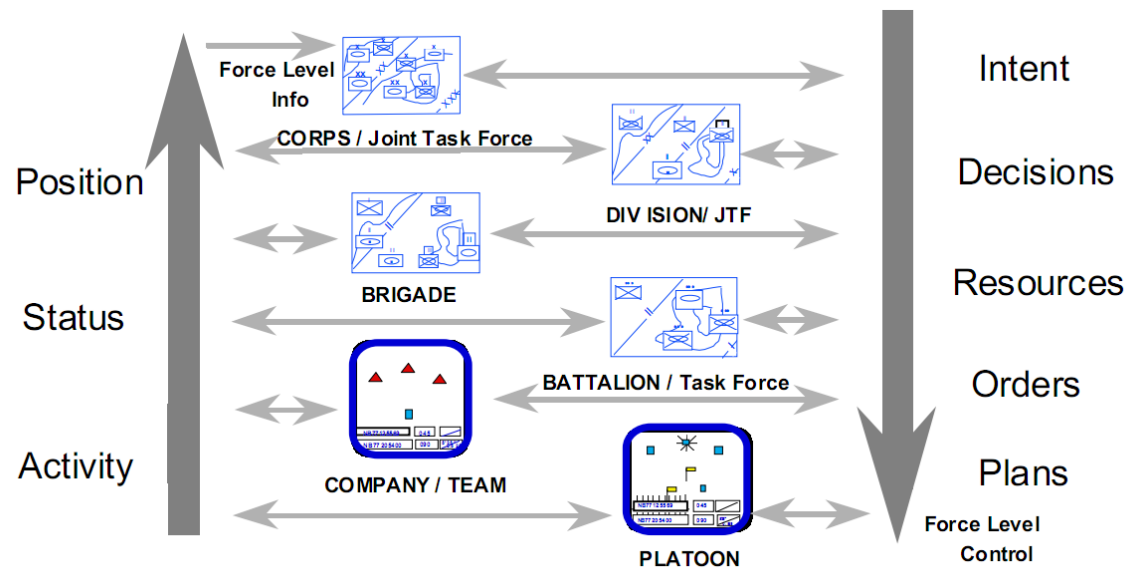 Force Level
Info
Intent
CORPS / Joint Task Force
Position
Decisions
DIV ISION/ JTF
BRIGADE
Resources
Status
BATTALION / Task Force
Orders
Activity
COMPANY / TEAM
Plans
PLATOON
Force Level
Control